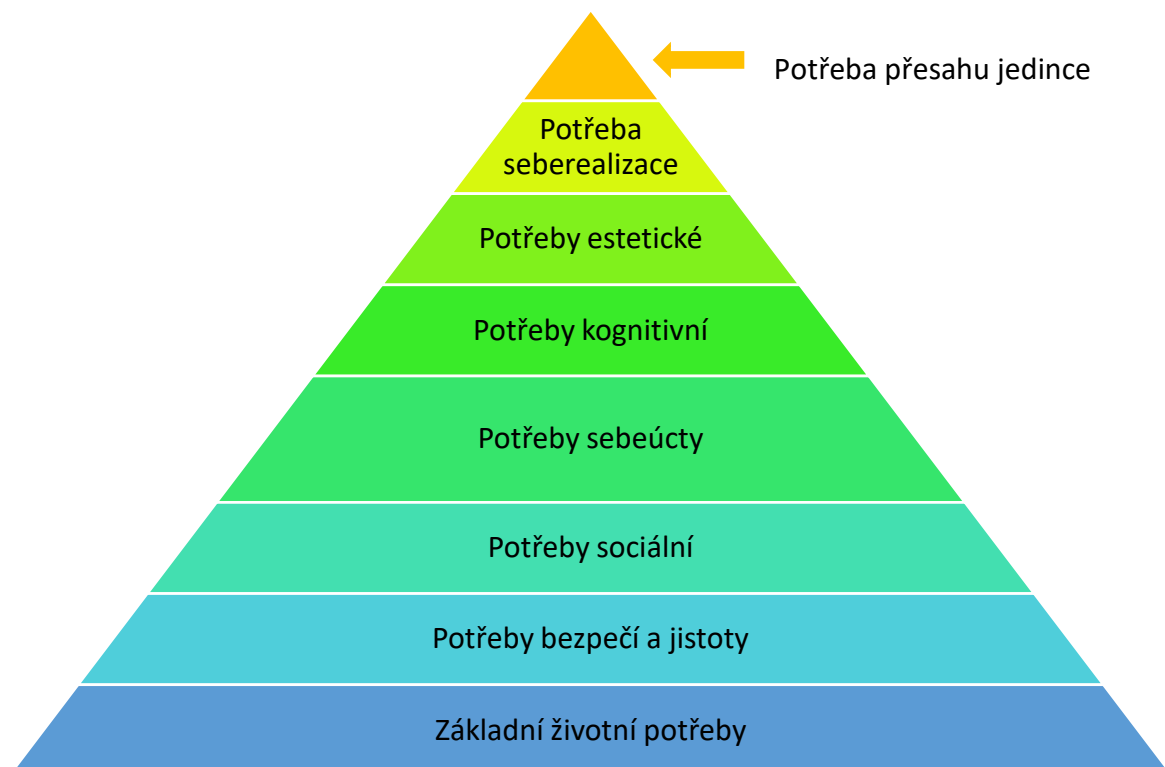 Potřeba přesahu jedince
Potřeba
seberealizace
Potřeby estetické
Potřeby kognitivní
Potřeby sebeúcty
Potřeby sociální
Potřeby bezpečí a jistoty
Základní životní potřeby